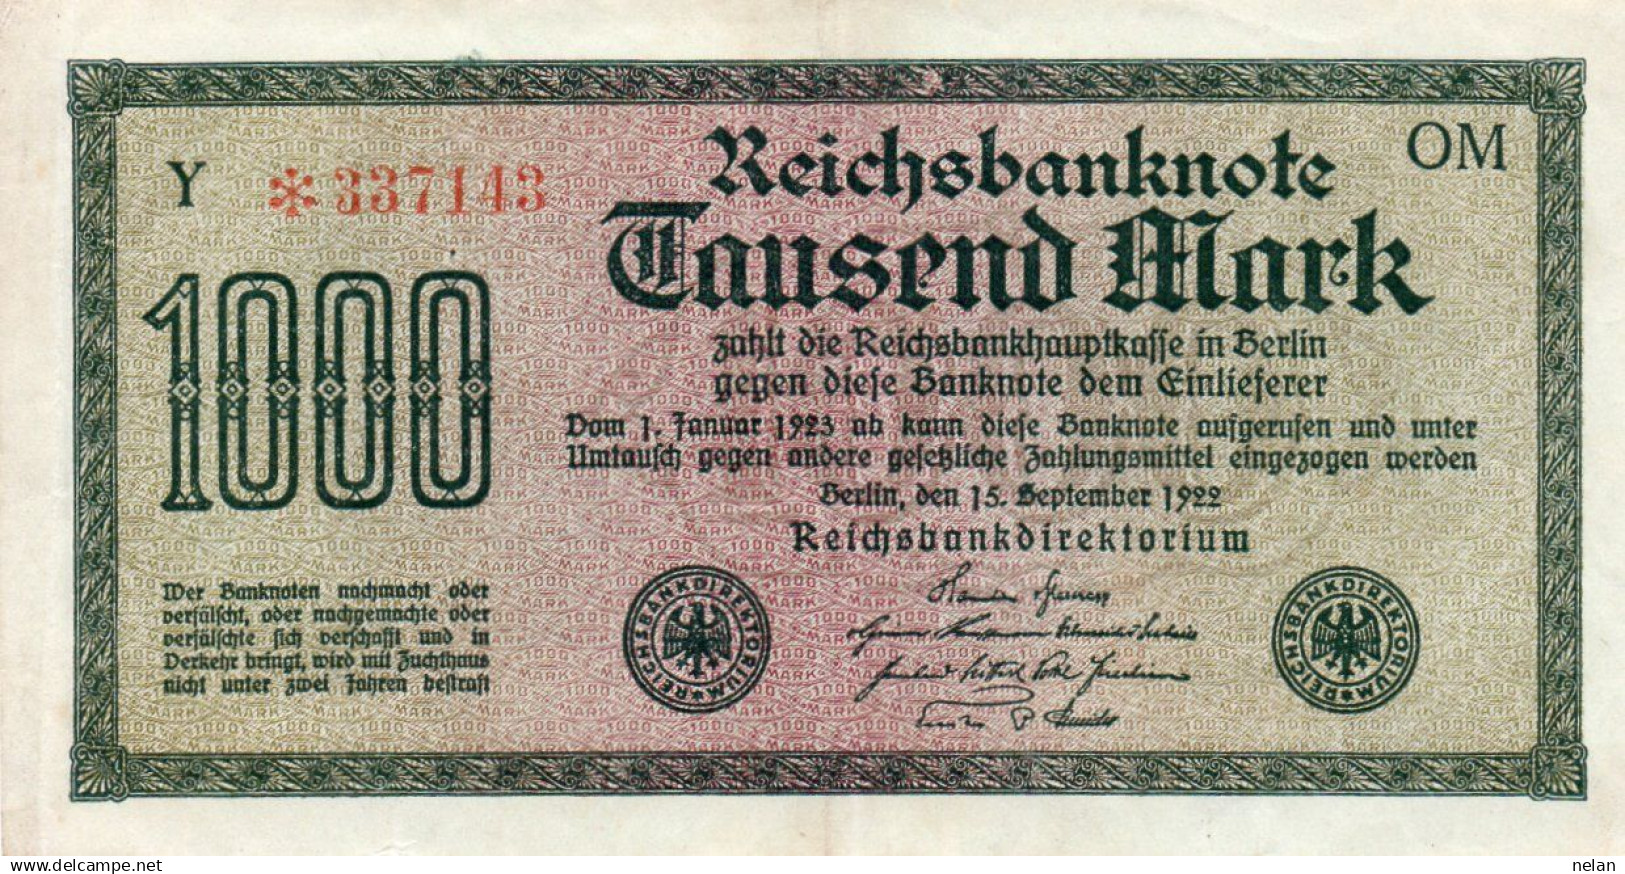 Y *337143
OM
Reichsbanknote
Tausend Mark
1000
zahlt die Reichsbankhauptkasse in Berlin
gegen diese Banknote dem Einlieferer
Vom 1. Januar 1923 ab kann diese Banknote aufgerufen und unter
Umtausch gegen andere gesetzliche Zahlungsmittel eingezogen werden
Berlin, den 15. September 1922
Reichsbankdirektorium
Wer Banknoten nachmacht oder
verfälscht, oder nachgemachte oder
verfälschte sich verschafft und in
Verkehr bringt, wird mit Zuchthaus
nicht unter zwei Jahren bestraft
REICHSBANKDIREKTORIUM
REICHSBANKDIREKTORIUM
www.delcampe.net
nelan